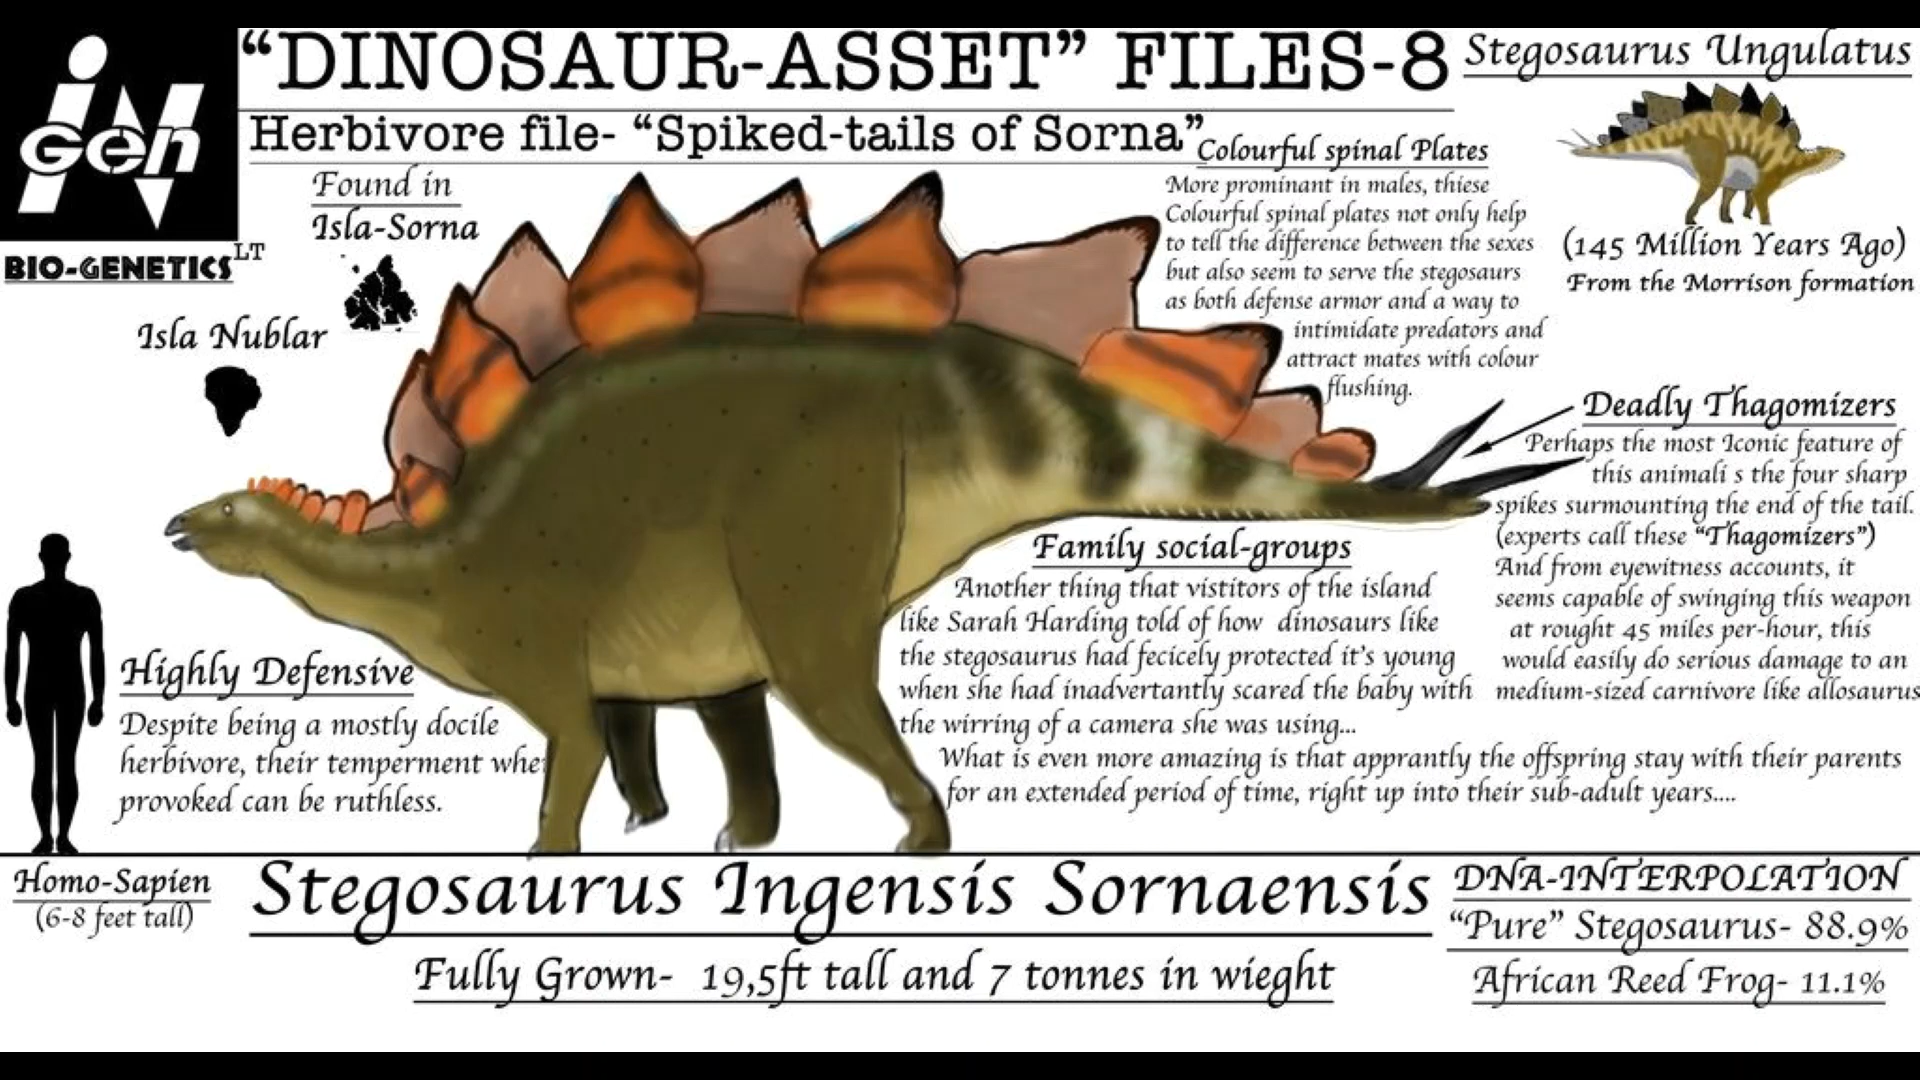 iNGen
BIO-GENETICS LT
"DINOSAUR-ASSET" FILES-8
Herbivore file- "Spiked-tails of Sorna"
Stegosaurus Ungulatus
(145 Million Years Ago)
From the Morrison formation
Found in
Isla-Sorna
Isla Nublar
Colourful spinal Plates
More prominent in males, thiese
Colourful spinal plates not only help
to tell the difference between the sexes
but also seem to serve the stegosaurs
as both defense armor and a way to
intimidate predators and
attract mates with colour
flushing.
Deadly Thagomizers
Perhaps the most Iconic feature of
this animali s the four sharp
spikes surmounting the end of the tail.
(experts call these "Thagomizers")
And from eyewitness accounts, it
seems capable of swinging this weapon
at rought 45 miles per-hour, this
would easily do serious damage to an
medium-sized carnivore like allosaurus
Family social-groups
Another thing that vistitors of the island
like Sarah Harding told of how dinosaurs like
the stegosaurus had fecicely protected it's young
when she had inadvertantly scared the baby with
the wirring of a camera she was using...
What is even more amazing is that apprantly the offspring stay with their parents
for an extended period of time, right up into their sub-adult years....
Highly Defensive
Despite being a mostly docile
herbivore, their temperment whe
provoked can be ruthless.
Homo-Sapien
(6-8 feet tall)
Stegosaurus Ingensis Sornaensis
Fully Grown- 19,5ft tall and 7 tonnes in wieght
DNA-INTERPOLATION
"Pure" Stegosaurus- 88.9%
African Reed Frog- 11.1%